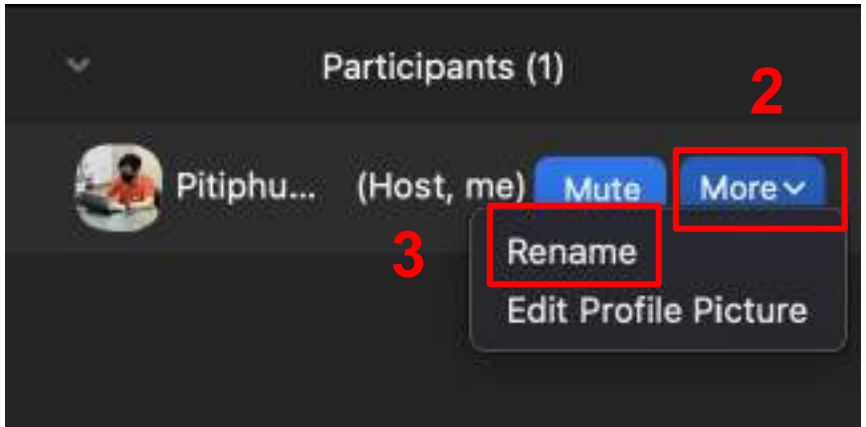 Participants (1)
2
Pitiphu... (Host, me) Mute More
3 Rename
Edit Profile Picture